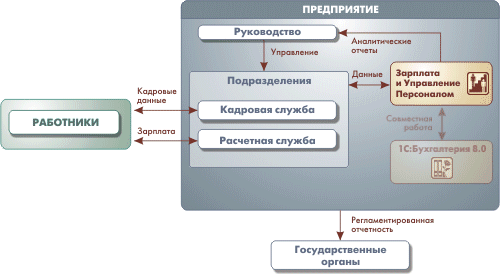 ПРЕДПРИЯТИЕ
Руководство
Аналитические
отчеты
Управление
Подразделения
Данные
Зарплата
и Управление
Персоналом
Кадровые
данные
Кадровая служба
РАБОТНИКИ
Зарплата
Расчетная служба
Совместная
работа
1С:Бухгалтерия 8.0
Регламентированная
отчетность
Государственные
органы